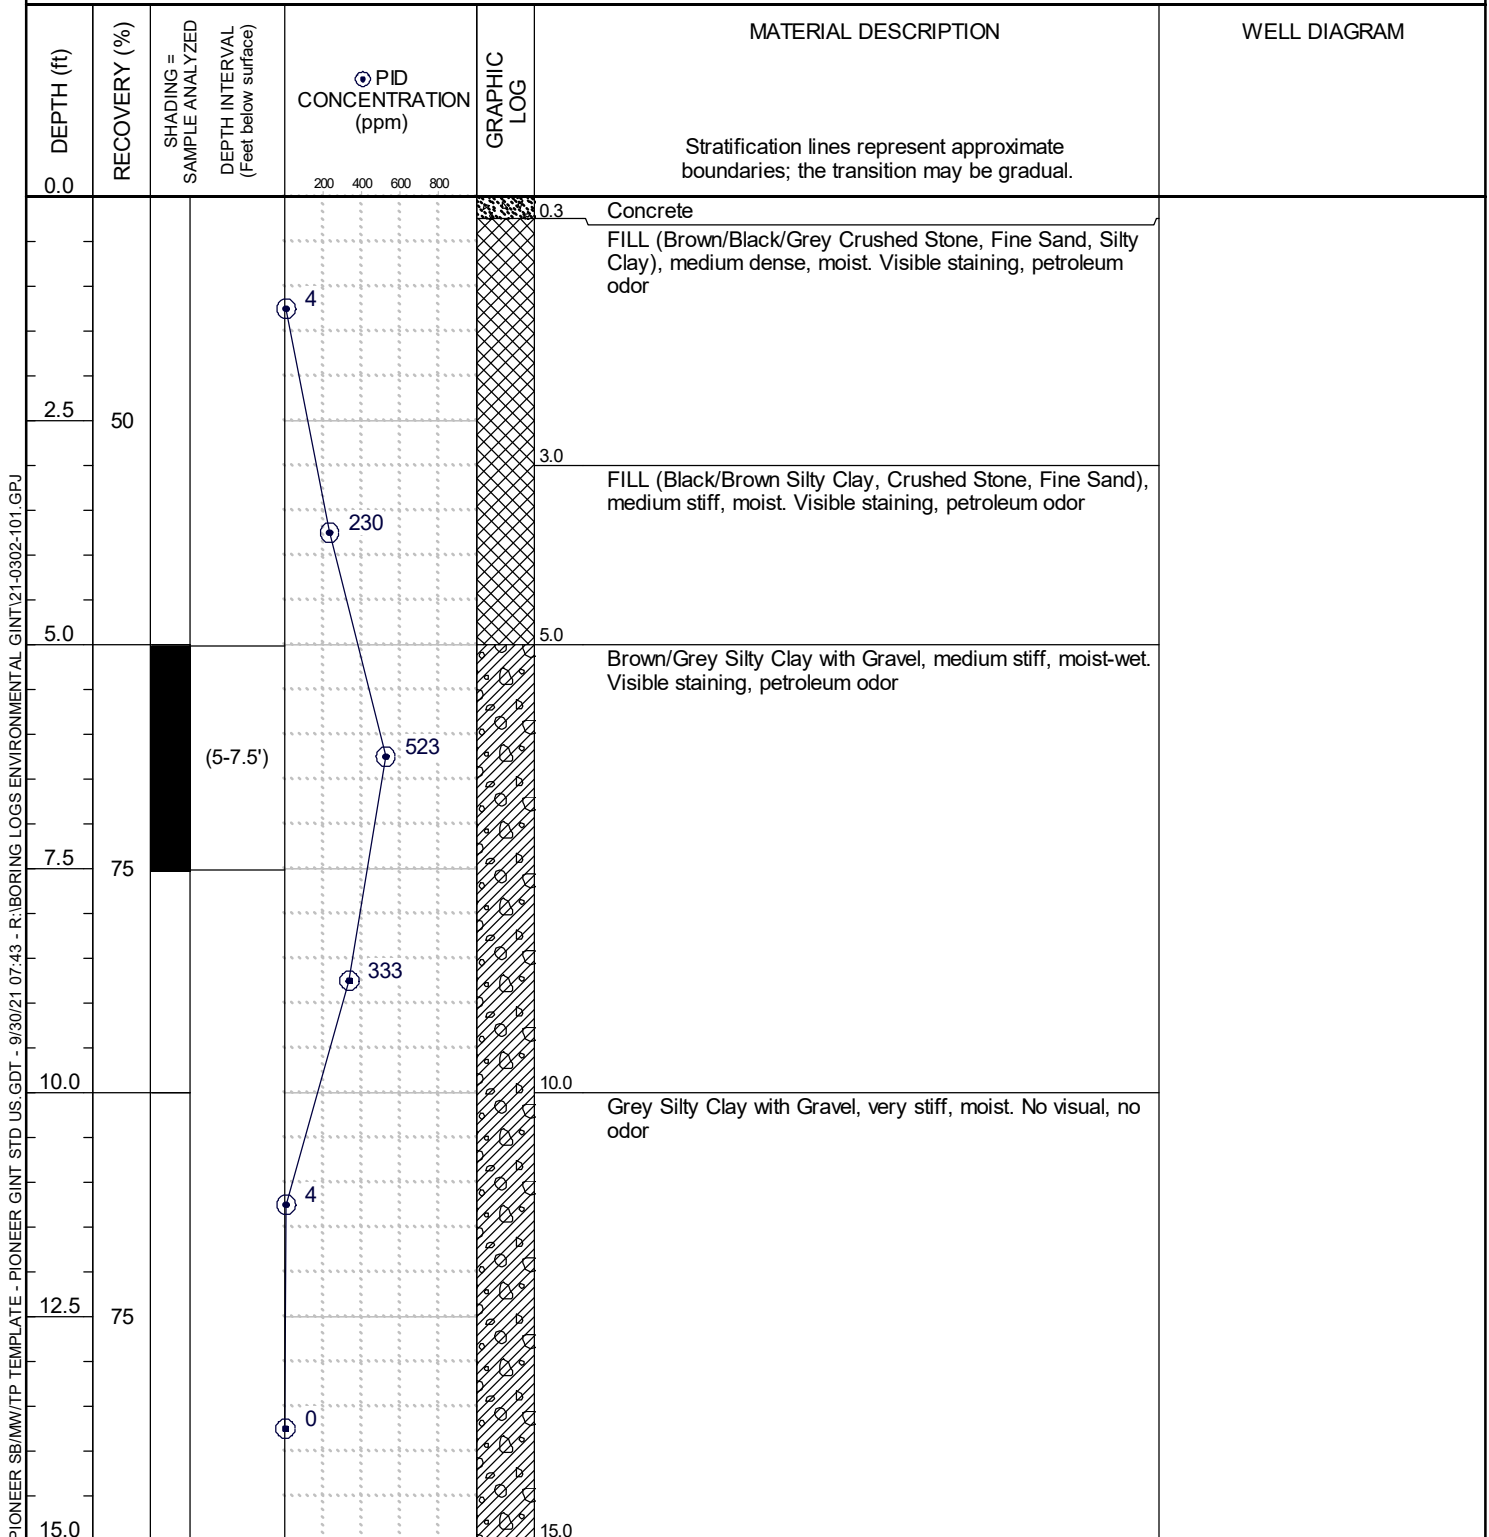 DEPTH (ft)
RECOVERY (%)
SHADING =
SAMPLE ANALYZED
DEPTH INTERVAL
(Feet below surface)
PID
CONCENTRATION
(ppm)
200 400 600 800
GRAPHIC
LOG
MATERIAL DESCRIPTION
Stratification lines represent approximate
boundaries; the transition may be gradual.
WELL DIAGRAM
0.0
0.3 Concrete
FILL (Brown/Black/Grey Crushed Stone, Fine Sand, Silty
Clay), medium dense, moist. Visible staining, petroleum
odor
4
2.5
50
3.0
FILL (Black/Brown Silty Clay, Crushed Stone, Fine Sand),
medium stiff, moist. Visible staining, petroleum odor
230
5.0
5.0
Brown/Grey Silty Clay with Gravel, medium stiff, moist-wet.
Visible staining, petroleum odor
(5-7.5')
523
7.5
75
333
10.0
10.0
Grey Silty Clay with Gravel, very stiff, moist. No visual, no
odor
4
12.5
75
0
15.0
15.0
PIONEER SB/MW/TP TEMPLATE - PIONEER GINT STD US.GDT - 9/30/21 07:43 - R:\BORING LOGS ENVIRONMENTAL GINT\21-0302-101.GPJ